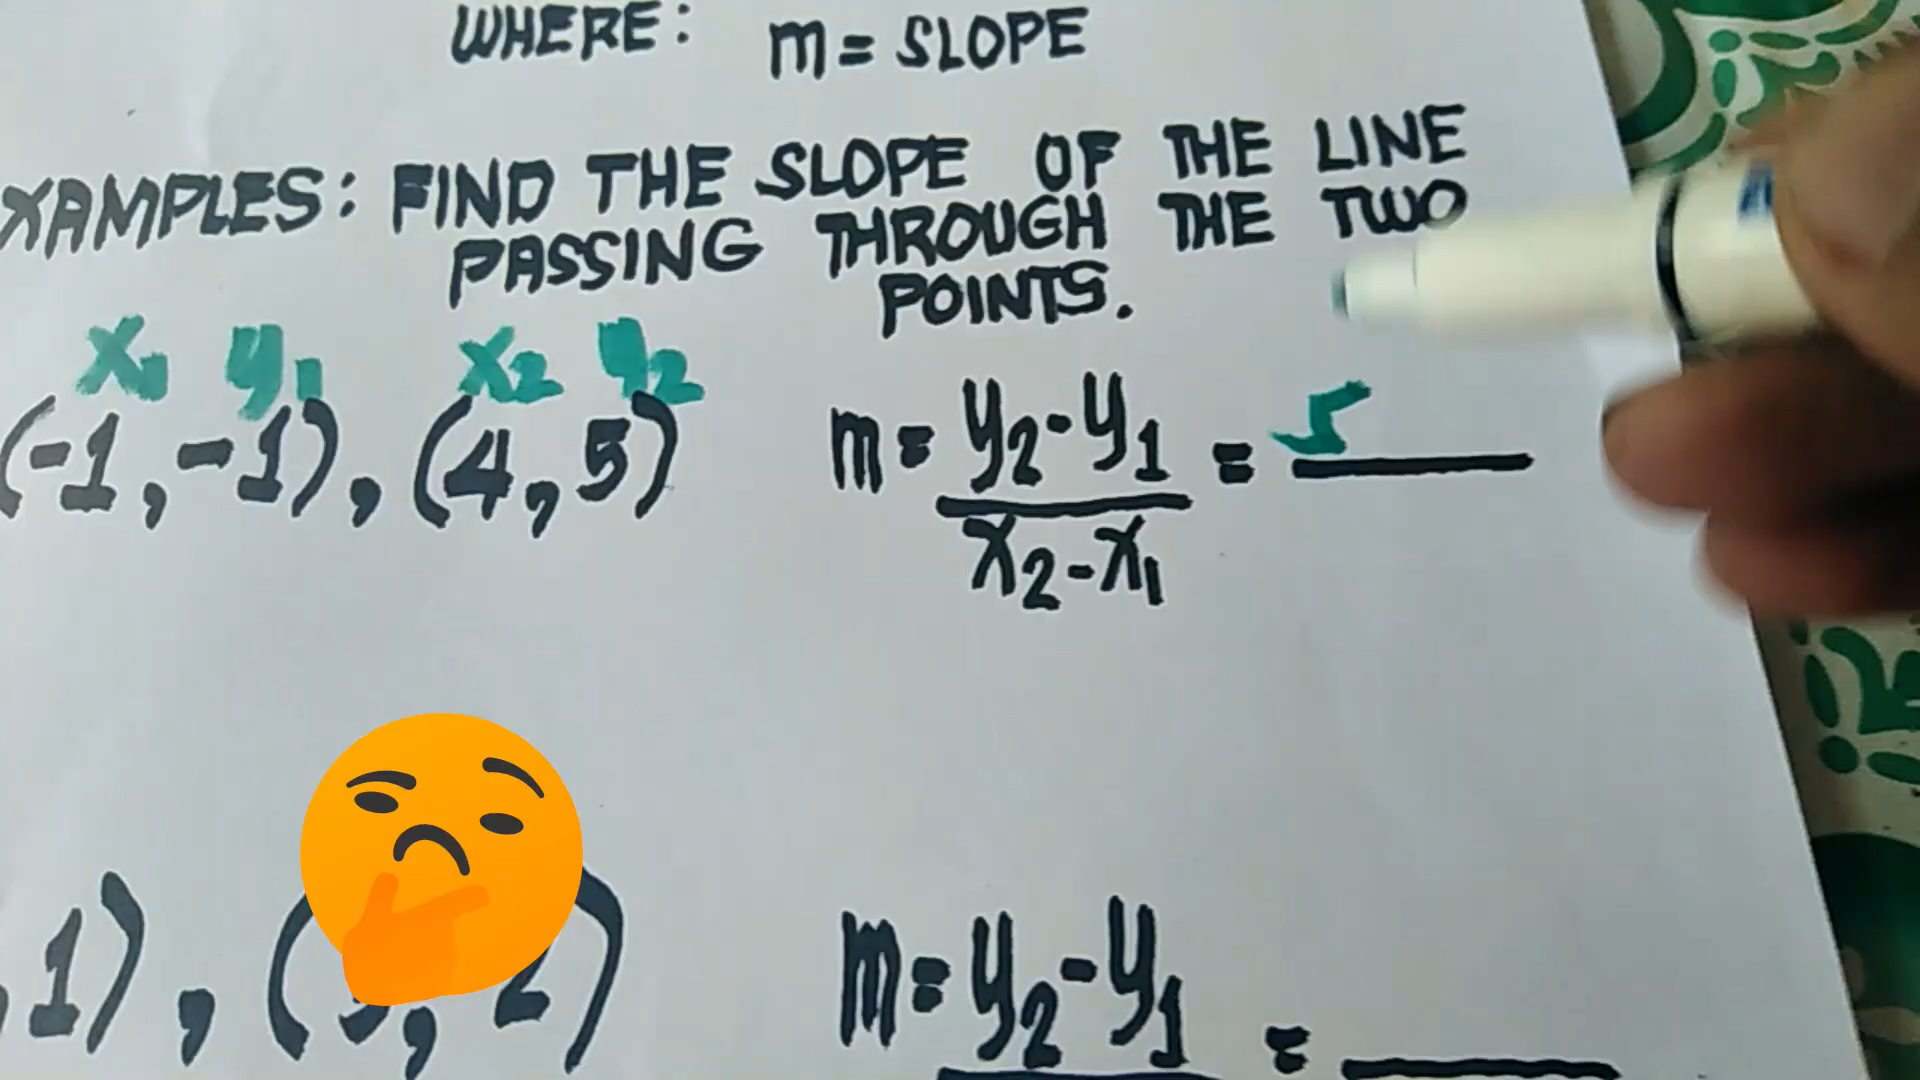 WHERE: m = SLOPE
XAMPLES: FIND THE SLOPE OF THE LINE
PASSING THROUGH THE TWO
POINTS.
x1 y1 x2 y2
(-1,-1), (4,5) m = y2-y1 = 5
x2-x1
,1), ( , ) m = y2-y1 =